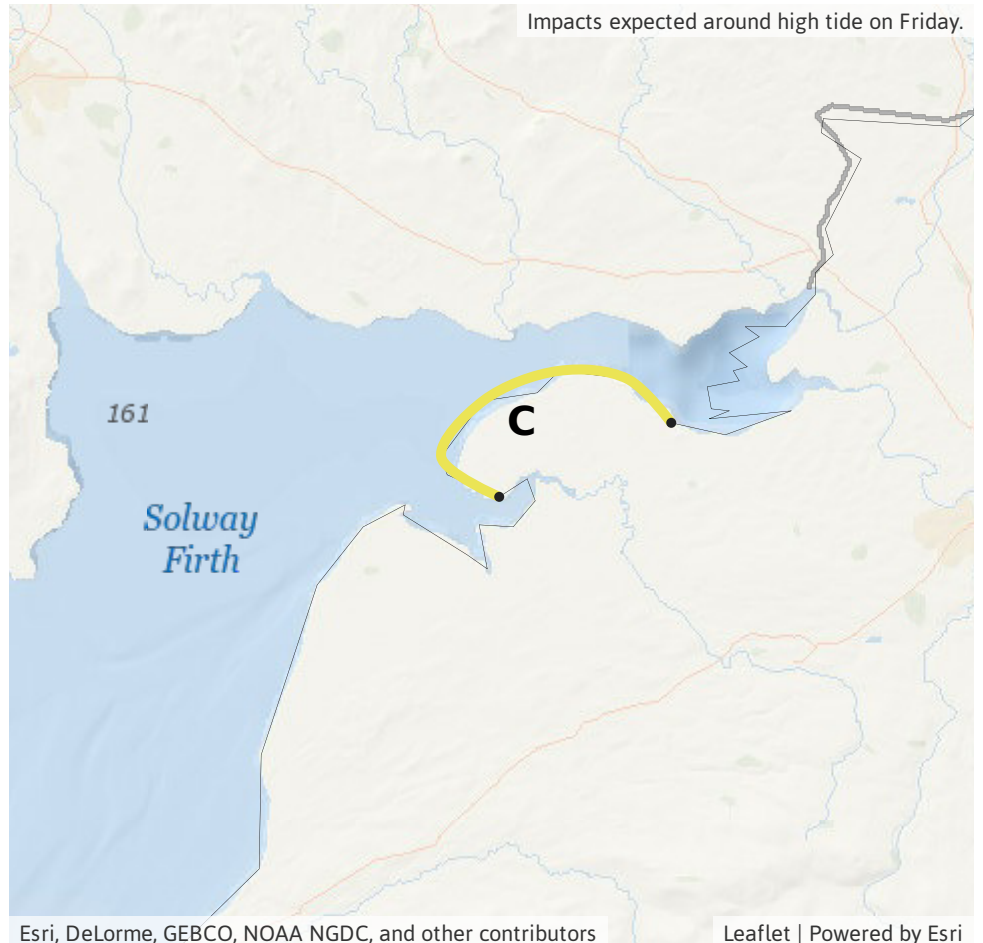 Impacts expected around high tide on Friday.
161
C
Solway
Firth
Esri, DeLorme, GEBCO, NOAA NGDC, and other contributors
Leaflet | Powered by Esri